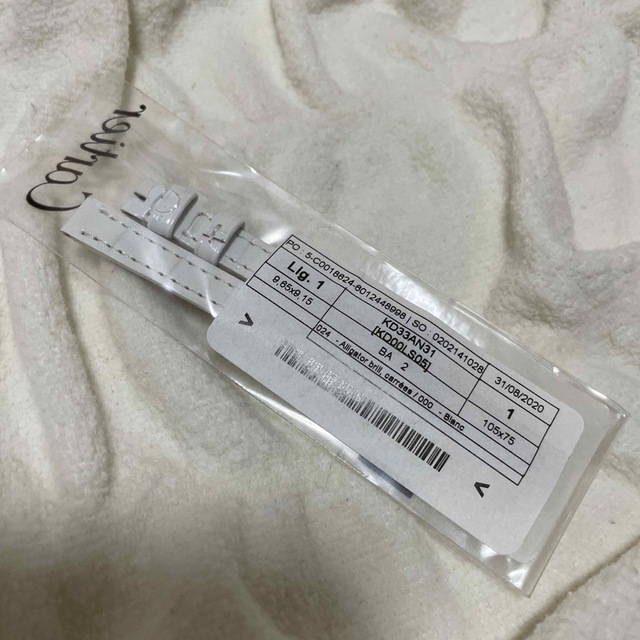 Cartier
PO : 5-C0018624-8012448998 | SO : 0202141028
31/08/2020
Lig. 1
KD33AN31
[KD00LS05]
1
9,65x9,15
BA 2
105x75
024 - Alligator brill. carrées / 000 - Blanc